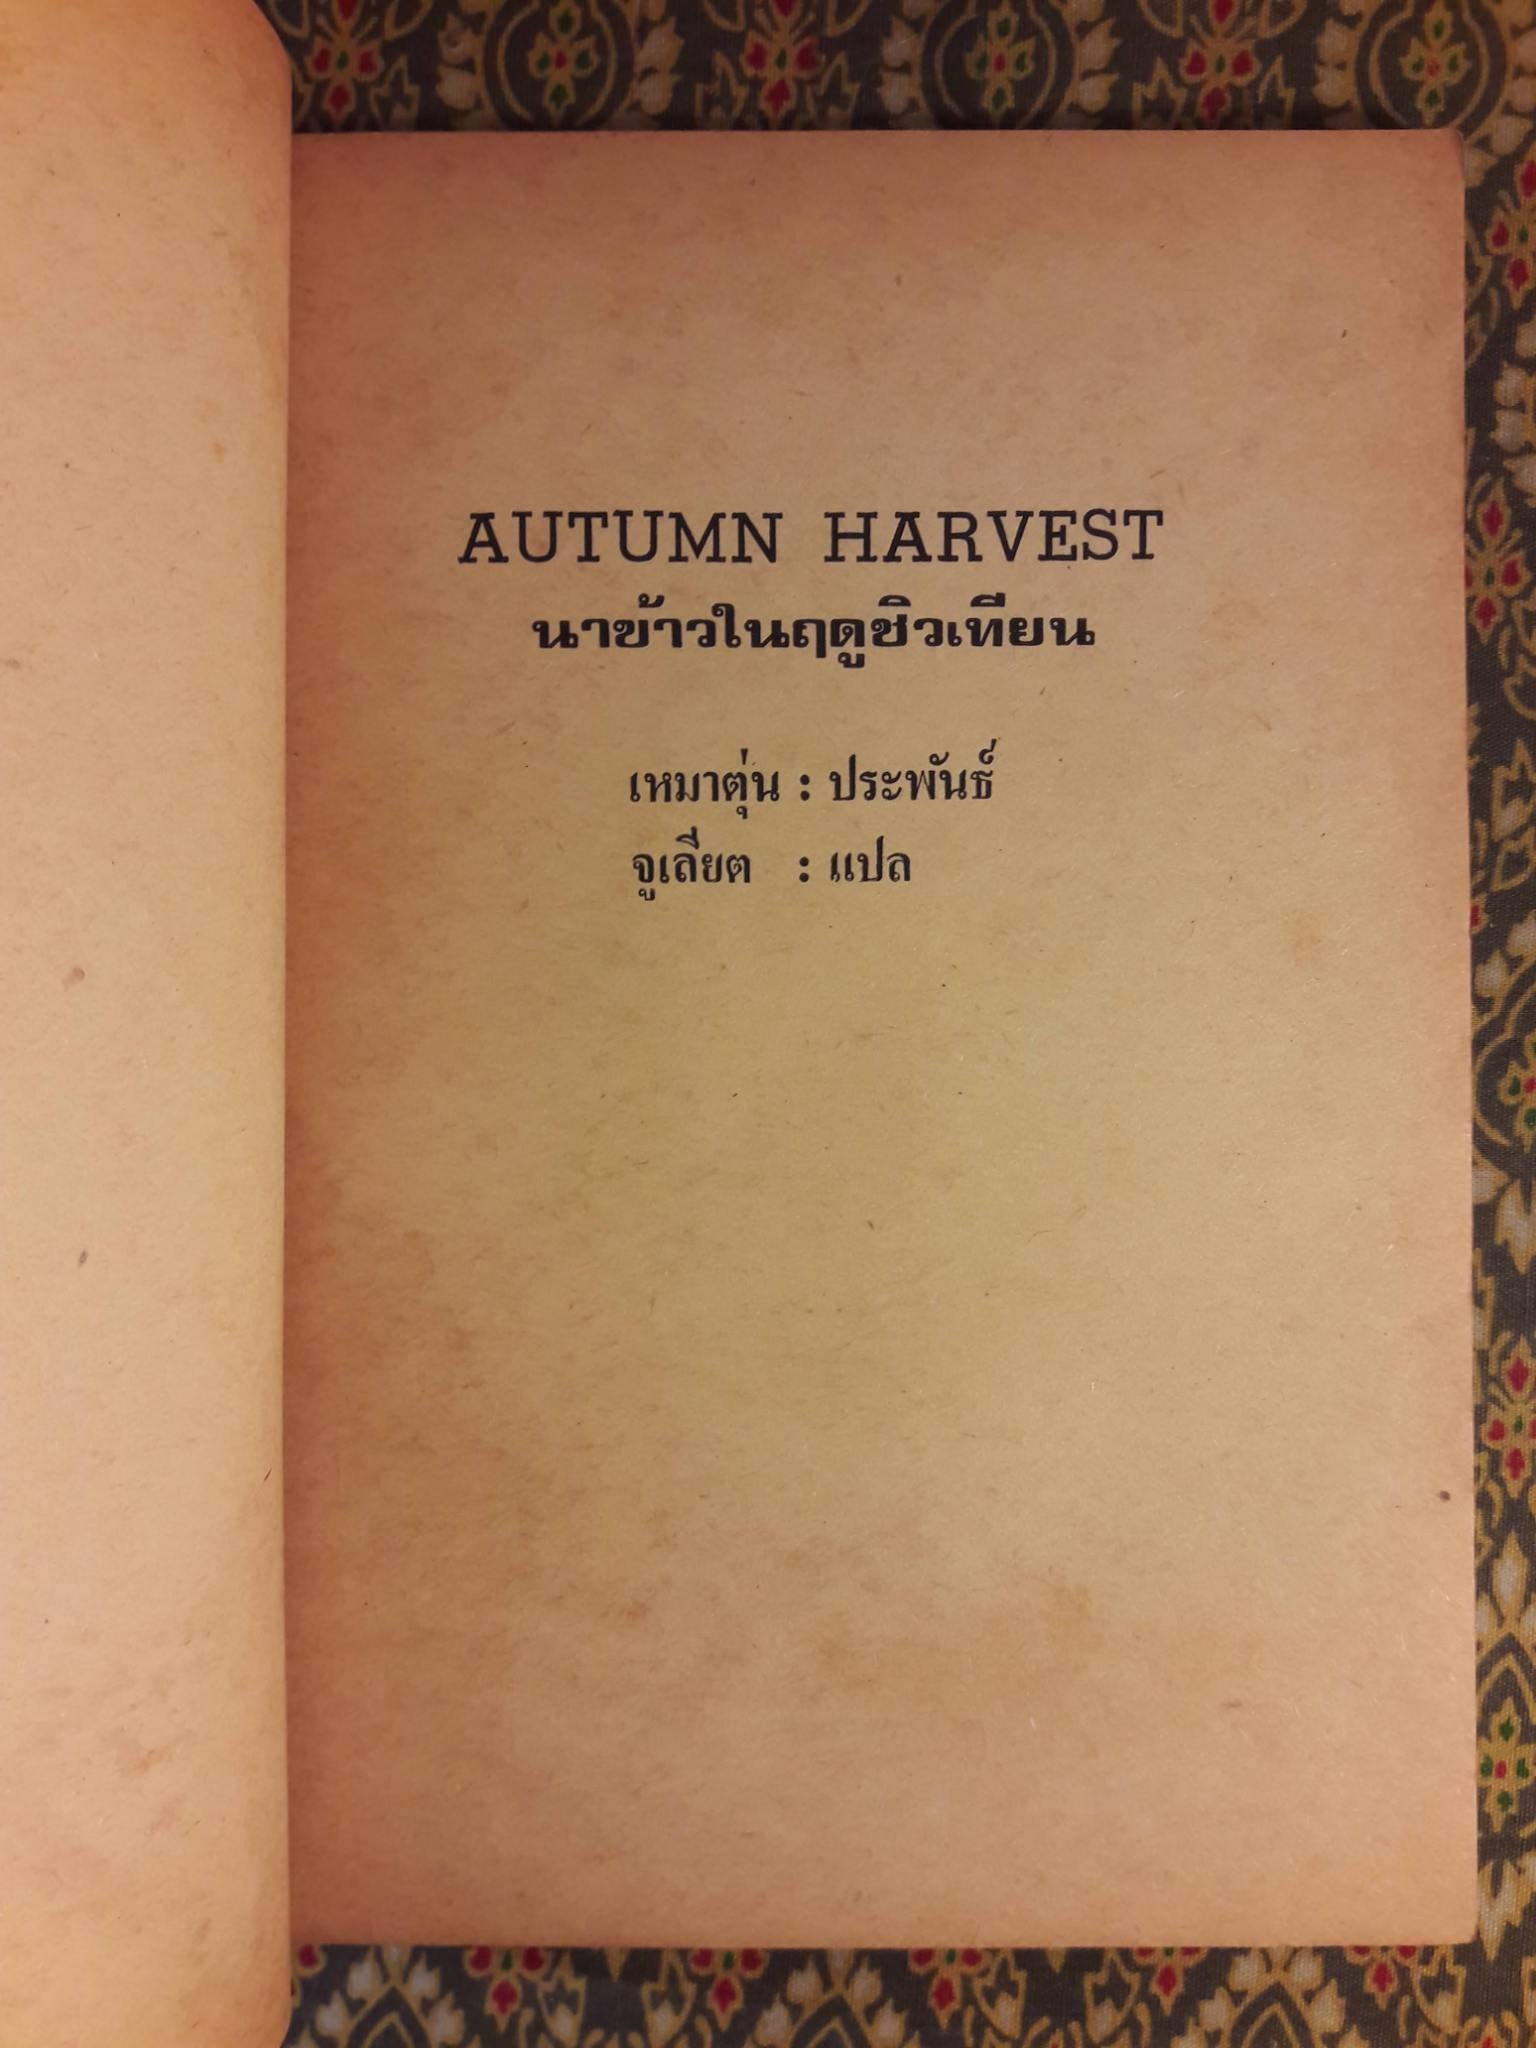 AUTUMN HARVEST
นาข้าวในฤดูชิวเทียน
เหมาตุ่น : ประพันธ์
จูเลียต : แปล